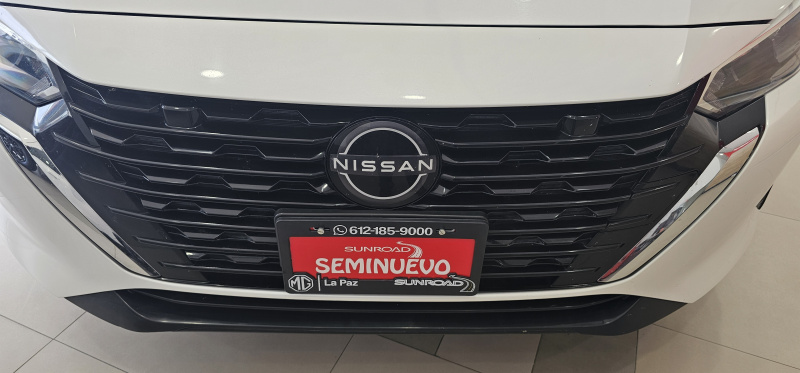 NISSAN
612-185-9000
SUNROAD
SEMINUEVO
MG La Paz SUNROAD